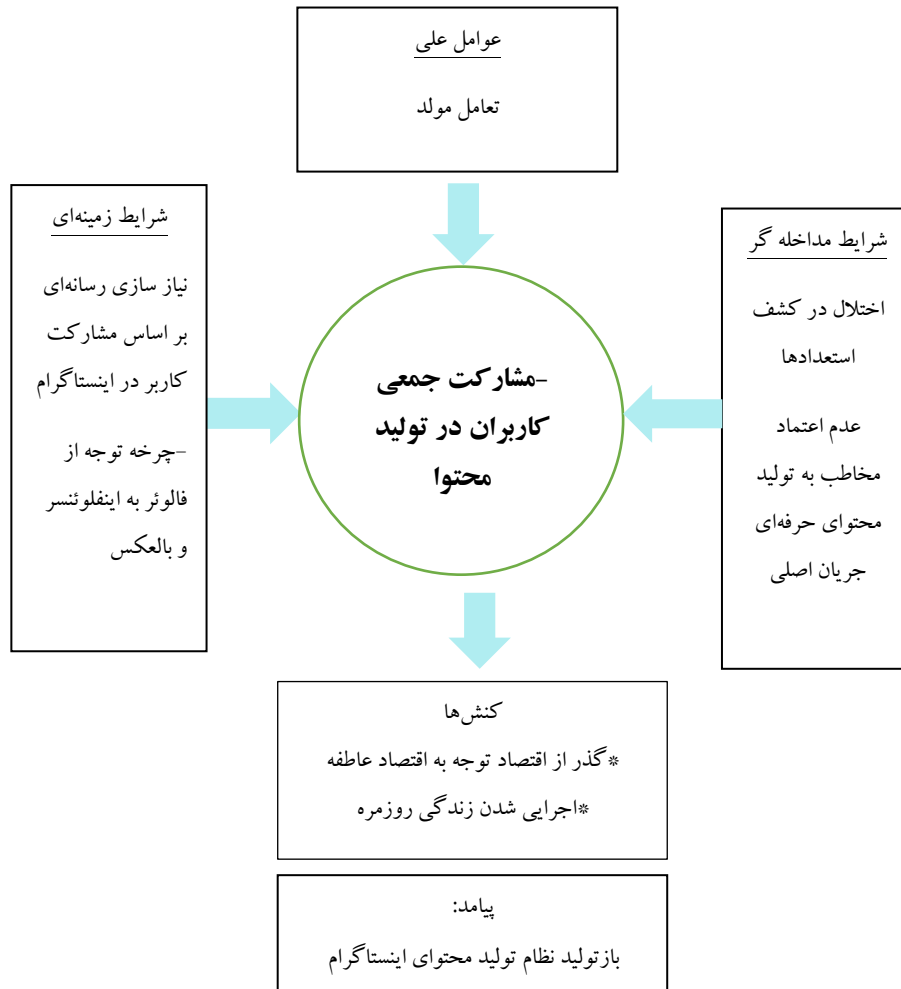 عوامل علی
تعامل مولد
شرایط مداخله گر
اختلال در کشف
استعدادها
عدم اعتماد
مخاطب به تولید
محتوای حرفه‌ای
جریان اصلی
-مشارکت جمعی
کاربران در تولید
محتوا
شرایط زمینه‌ای
نیاز سازی رسانه‌ای
بر اساس مشارکت
کاربر در اینستاگرام
-چرخه توجه از
فالوئر به اینفلوئنسر
و بالعکس
کنش‌ها
*گذر از اقتصاد توجه به اقتصاد عاطفه
*اجرایی شدن زندگی روزمره
پیامد:
بازتولید نظام تولید محتوای اینستاگرام